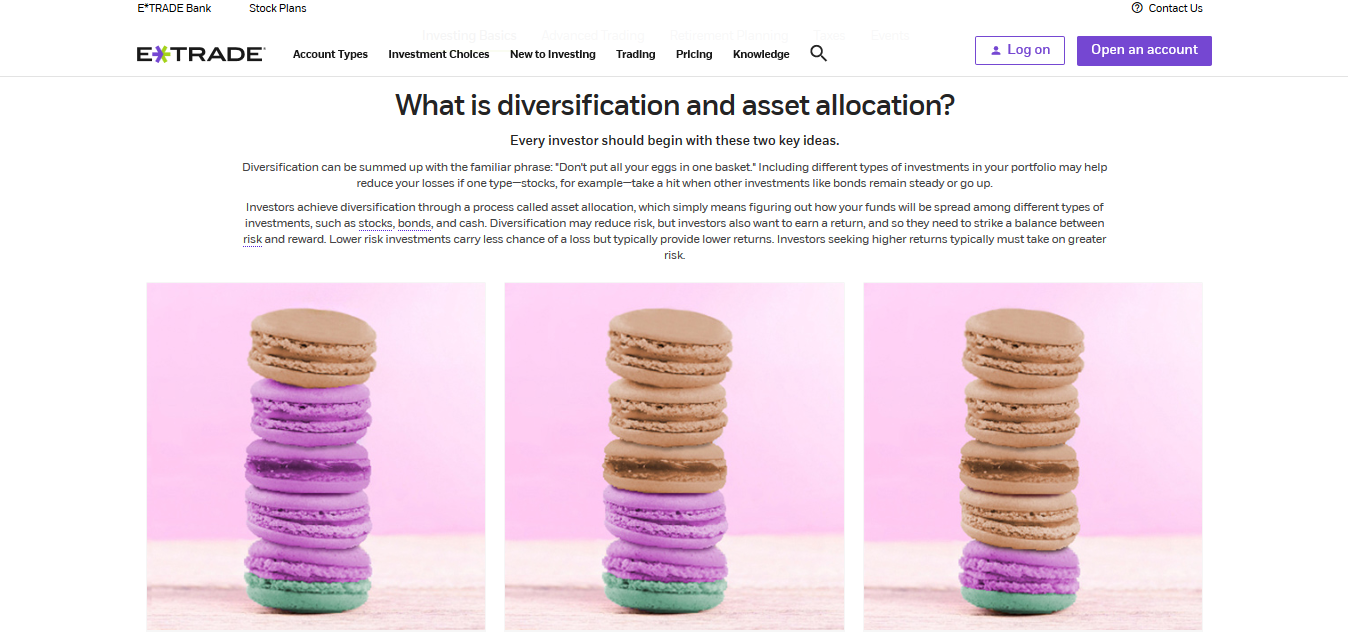 E*TRADE Bank Stock Plans Contact Us
Investing Basics Advanced Trading Retirement Planning Taxes Events
E*TRADE Account Types Investment Choices New to Investing Trading Pricing Knowledge Log on Open an account
What is diversification and asset allocation?
Every investor should begin with these two key ideas.
Diversification can be summed up with the familiar phrase: "Don't put all your eggs in one basket." Including different types of investments in your portfolio may help
reduce your losses if one type—stocks, for example—take a hit when other investments like bonds remain steady or go up.
Investors achieve diversification through a process called asset allocation, which simply means figuring out how your funds will be spread among different types of
investments, such as stocks, bonds, and cash. Diversification may reduce risk, but investors also want to earn a return, and so they need to strike a balance between
risk and reward. Lower risk investments carry less chance of a loss but typically provide lower returns. Investors seeking higher returns typically must take on greater
risk.